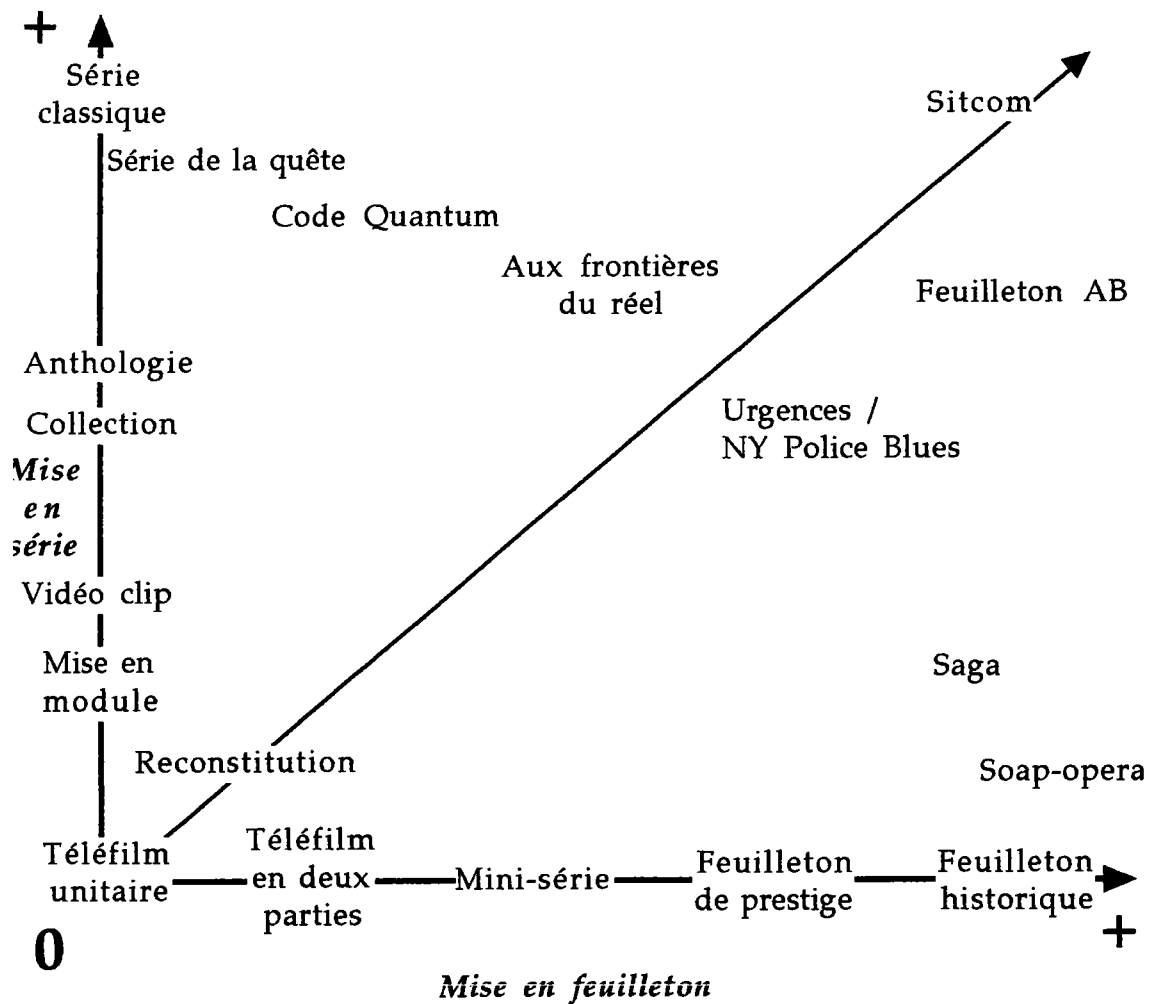 +
Série
classique
Sitcom
Série de la quête
Code Quantum
Aux frontières
du réel
Feuilleton AB
Anthologie
Collection
Urgences /
NY Police Blues
Mise
en
série
Vidéo clip
Mise en
module
Saga
Reconstitution
Soap-opera
Téléfilm
unitaire
Téléfilm
en deux
parties
Mini-série
Feuilleton
de prestige
Feuilleton
historique
0
+
Mise en feuilleton